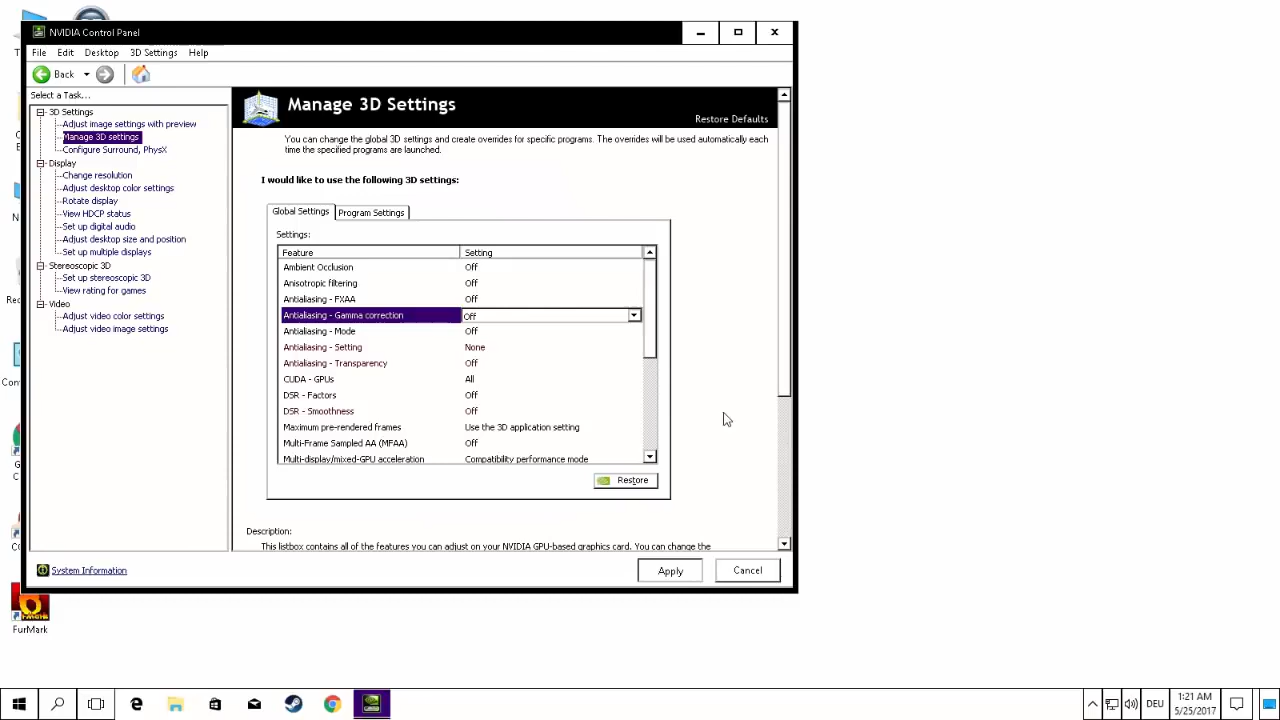 NVIDIA Control Panel
File Edit Desktop 3D Settings Help
Back
Select a Task...
3D Settings
Adjust image settings with preview
Manage 3D settings
Configure Surround, PhysX
Display
Change resolution
Adjust desktop color settings
Rotate display
View HDCP status
Set up digital audio
Adjust desktop size and position
Set up multiple displays
Stereoscopic 3D
Set up stereoscopic 3D
View rating for games
Video
Adjust video color settings
Adjust video image settings
Manage 3D Settings
Restore Defaults
You can change the global 3D settings and create overrides for specific programs. The overrides will be used automatically each
time the specified programs are launched.
I would like to use the following 3D settings:
Global Settings Program Settings
Settings:
Feature Setting
Ambient Occlusion Off
Anisotropic filtering Off
Antialiasing - FXAA Off
Antialiasing - Gamma correction Off
Antialiasing - Mode Off
Antialiasing - Setting None
Antialiasing - Transparency Off
CUDA - GPUs All
DSR - Factors Off
DSR - Smoothness Off
Maximum pre-rendered frames Use the 3D application setting
Multi-Frame Sampled AA (MFAA) Off
Multi-display/mixed-GPU acceleration Compatibility performance mode
Restore
Description:
This listbox contains all of the features you can adjust on your NVIDIA GPU-based graphics card. You can change the
System Information
Apply Cancel
FurMark
DEU
1:21 AM
5/25/2017